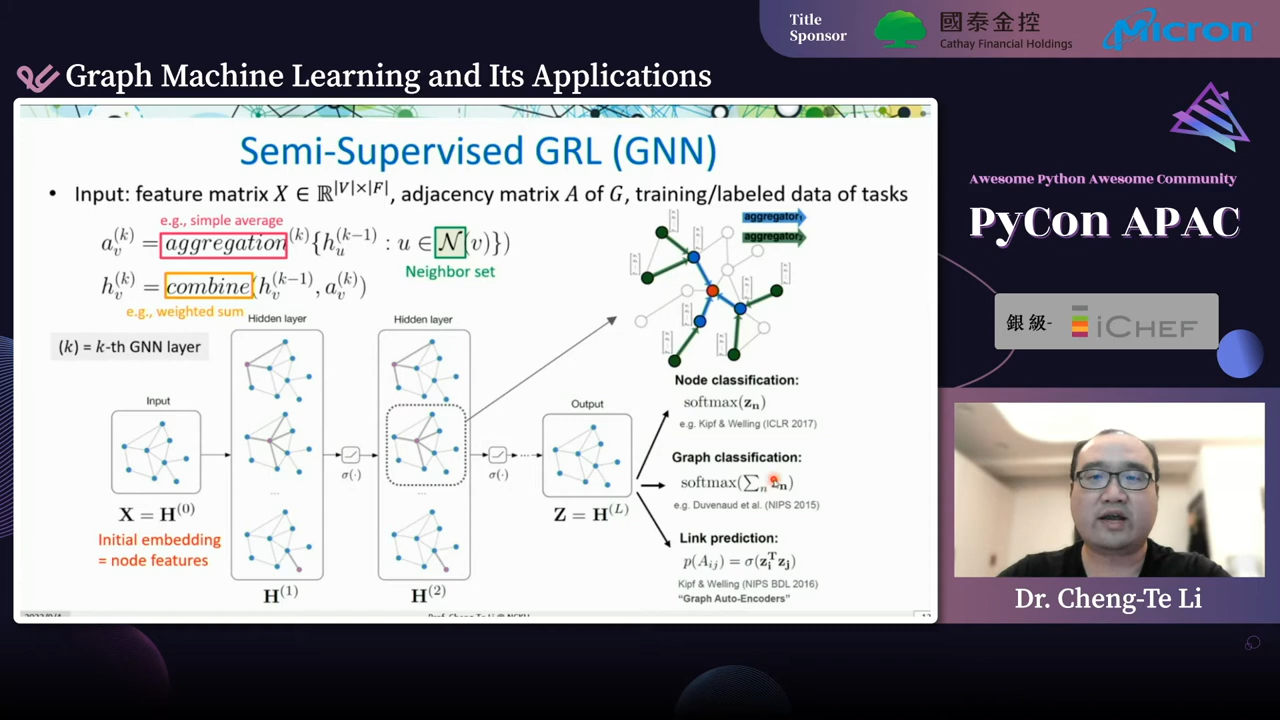 Title
Sponsor
國泰金控
Cathay Financial Holdings
Micron
Graph Machine Learning and Its Applications
Semi-Supervised GRL (GNN)
• Input: feature matrix X ∈ ℝ^{|V|×|F|}, adjacency matrix A of G, training/labeled data of tasks
e.g., simple average
a_v^{(k)} = aggregation^{(k)}{h_u^{(k−1)} : u ∈ N(v)})
Neighbor set
h_v^{(k)} = combine(h_v^{(k−1)}, a_v^{(k)})
e.g., weighted sum
(k) = k-th GNN layer
aggregator₁
aggregator₂
Input
Hidden layer
Hidden layer
Output
σ(·)
σ(·)
...
...
...
X = H^{(0)}
Initial embedding
= node features
H^{(1)}
H^{(2)}
Z = H^{(L)}
Node classification:
softmax(z_n)
e.g. Kipf & Welling (ICLR 2017)
Graph classification:
softmax(∑_n z_n)
e.g. Duvenaud et al. (NIPS 2015)
Link prediction:
p(A_{ij}) = σ(z_i^T z_j)
Kipf & Welling (NIPS BDL 2016)
“Graph Auto-Encoders”
Awesome Python Awesome Community
PyCon APAC
銀級-
iCHEF
Dr. Cheng-Te Li